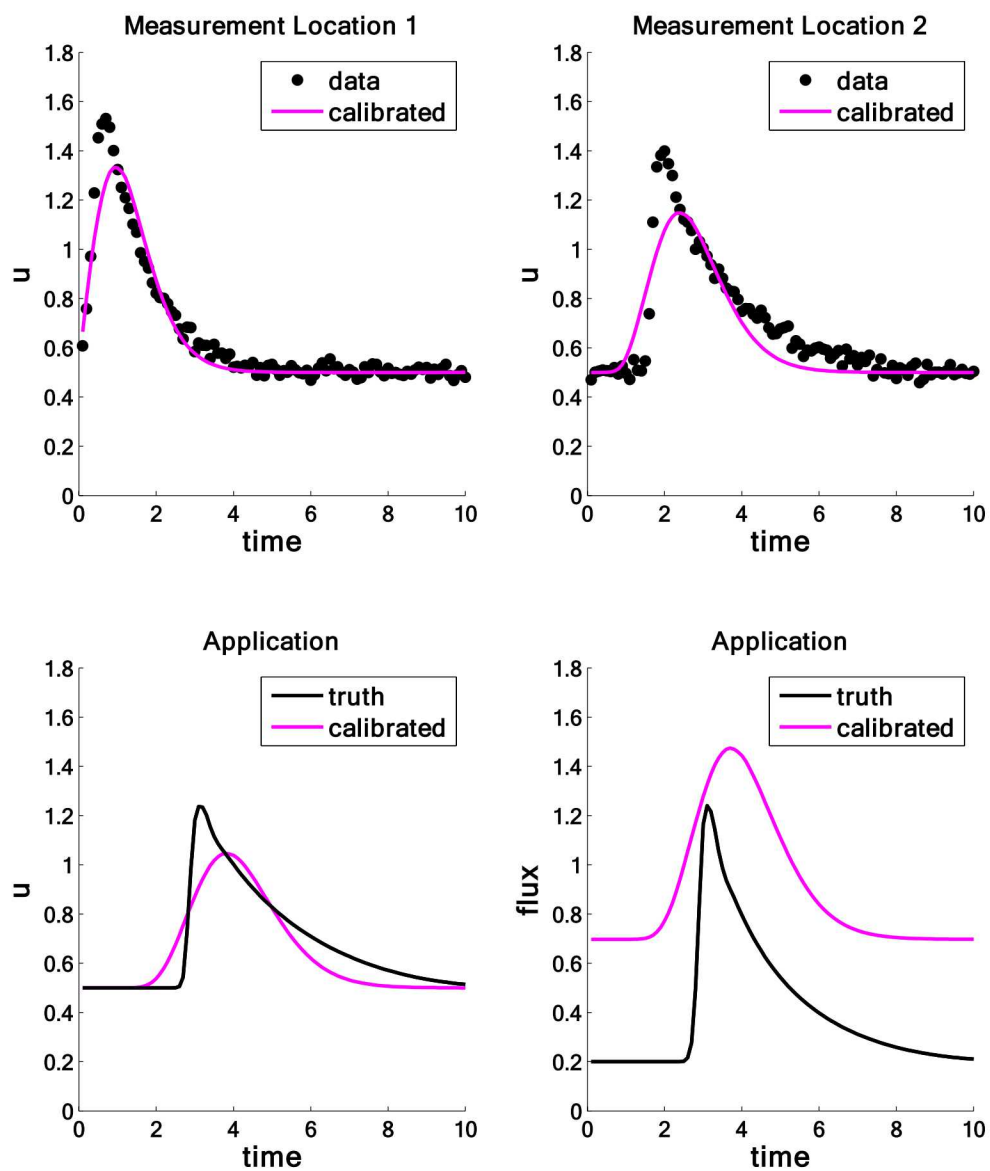 Measurement Location 1
1.8
1.6
1.4
1.2
1
0.8
0.6
0.4
0.2
0
u
data
calibrated
0 2 4 6 8 10
time
Measurement Location 2
1.8
1.6
1.4
1.2
1
0.8
0.6
0.4
0.2
0
u
data
calibrated
0 2 4 6 8 10
time
Application
1.8
1.6
1.4
1.2
1
0.8
0.6
0.4
0.2
0
u
truth
calibrated
0 2 4 6 8 10
time
Application
1.8
1.6
1.4
1.2
1
0.8
0.6
0.4
0.2
0
flux
truth
calibrated
0 2 4 6 8 10
time